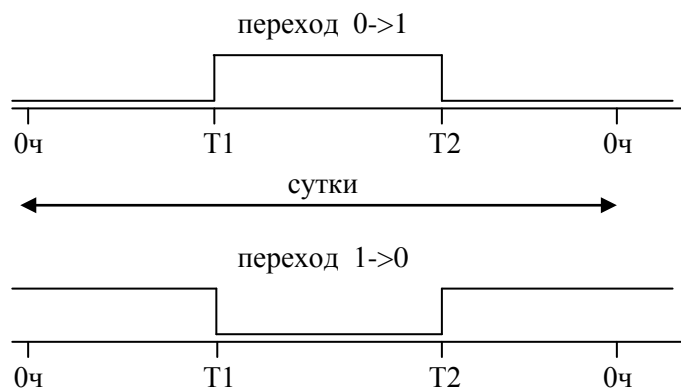 переход 0->1
0ч T1 T2 0ч
сутки
переход 1->0
0ч T1 T2 0ч